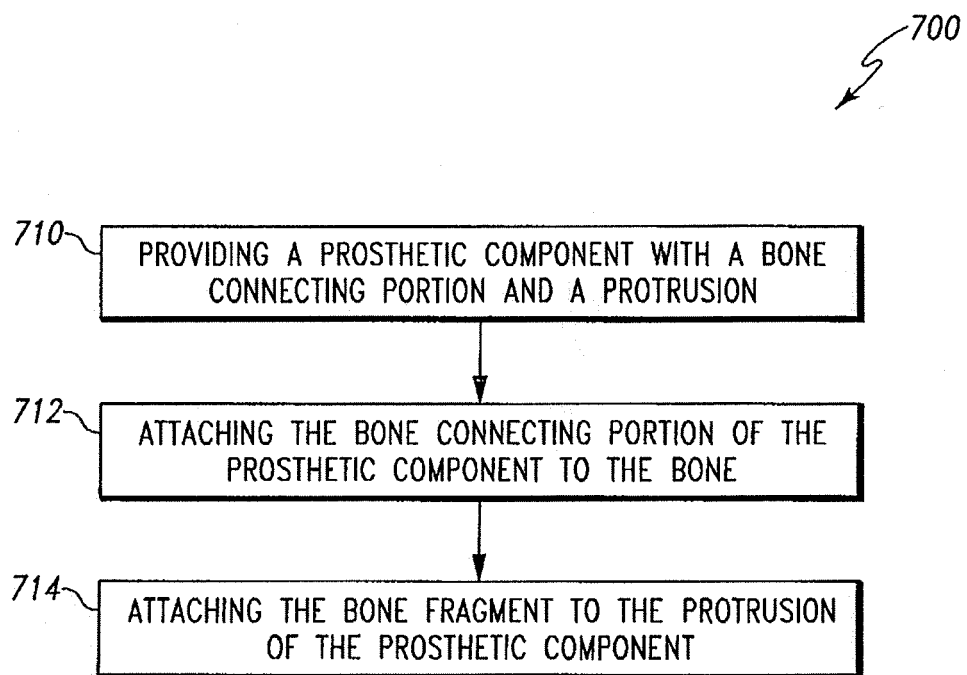 700
710
PROVIDING A PROSTHETIC COMPONENT WITH A BONE
CONNECTING PORTION AND A PROTRUSION
712
ATTACHING THE BONE CONNECTING PORTION OF THE
PROSTHETIC COMPONENT TO THE BONE
714
ATTACHING THE BONE FRAGMENT TO THE PROTRUSION
OF THE PROSTHETIC COMPONENT